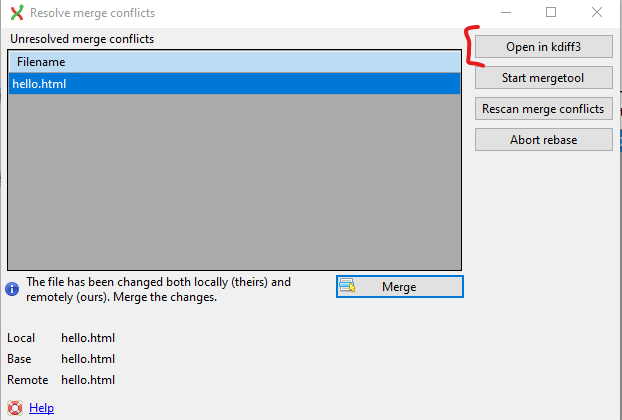 Resolve merge conflicts
Unresolved merge conflicts
Filename
hello.html
Open in kdiff3
Start mergetool
Rescan merge conflicts
Abort rebase
The file has been changed both locally (theirs) and
remotely (ours). Merge the changes.
Merge
Local hello.html
Base hello.html
Remote hello.html
Help